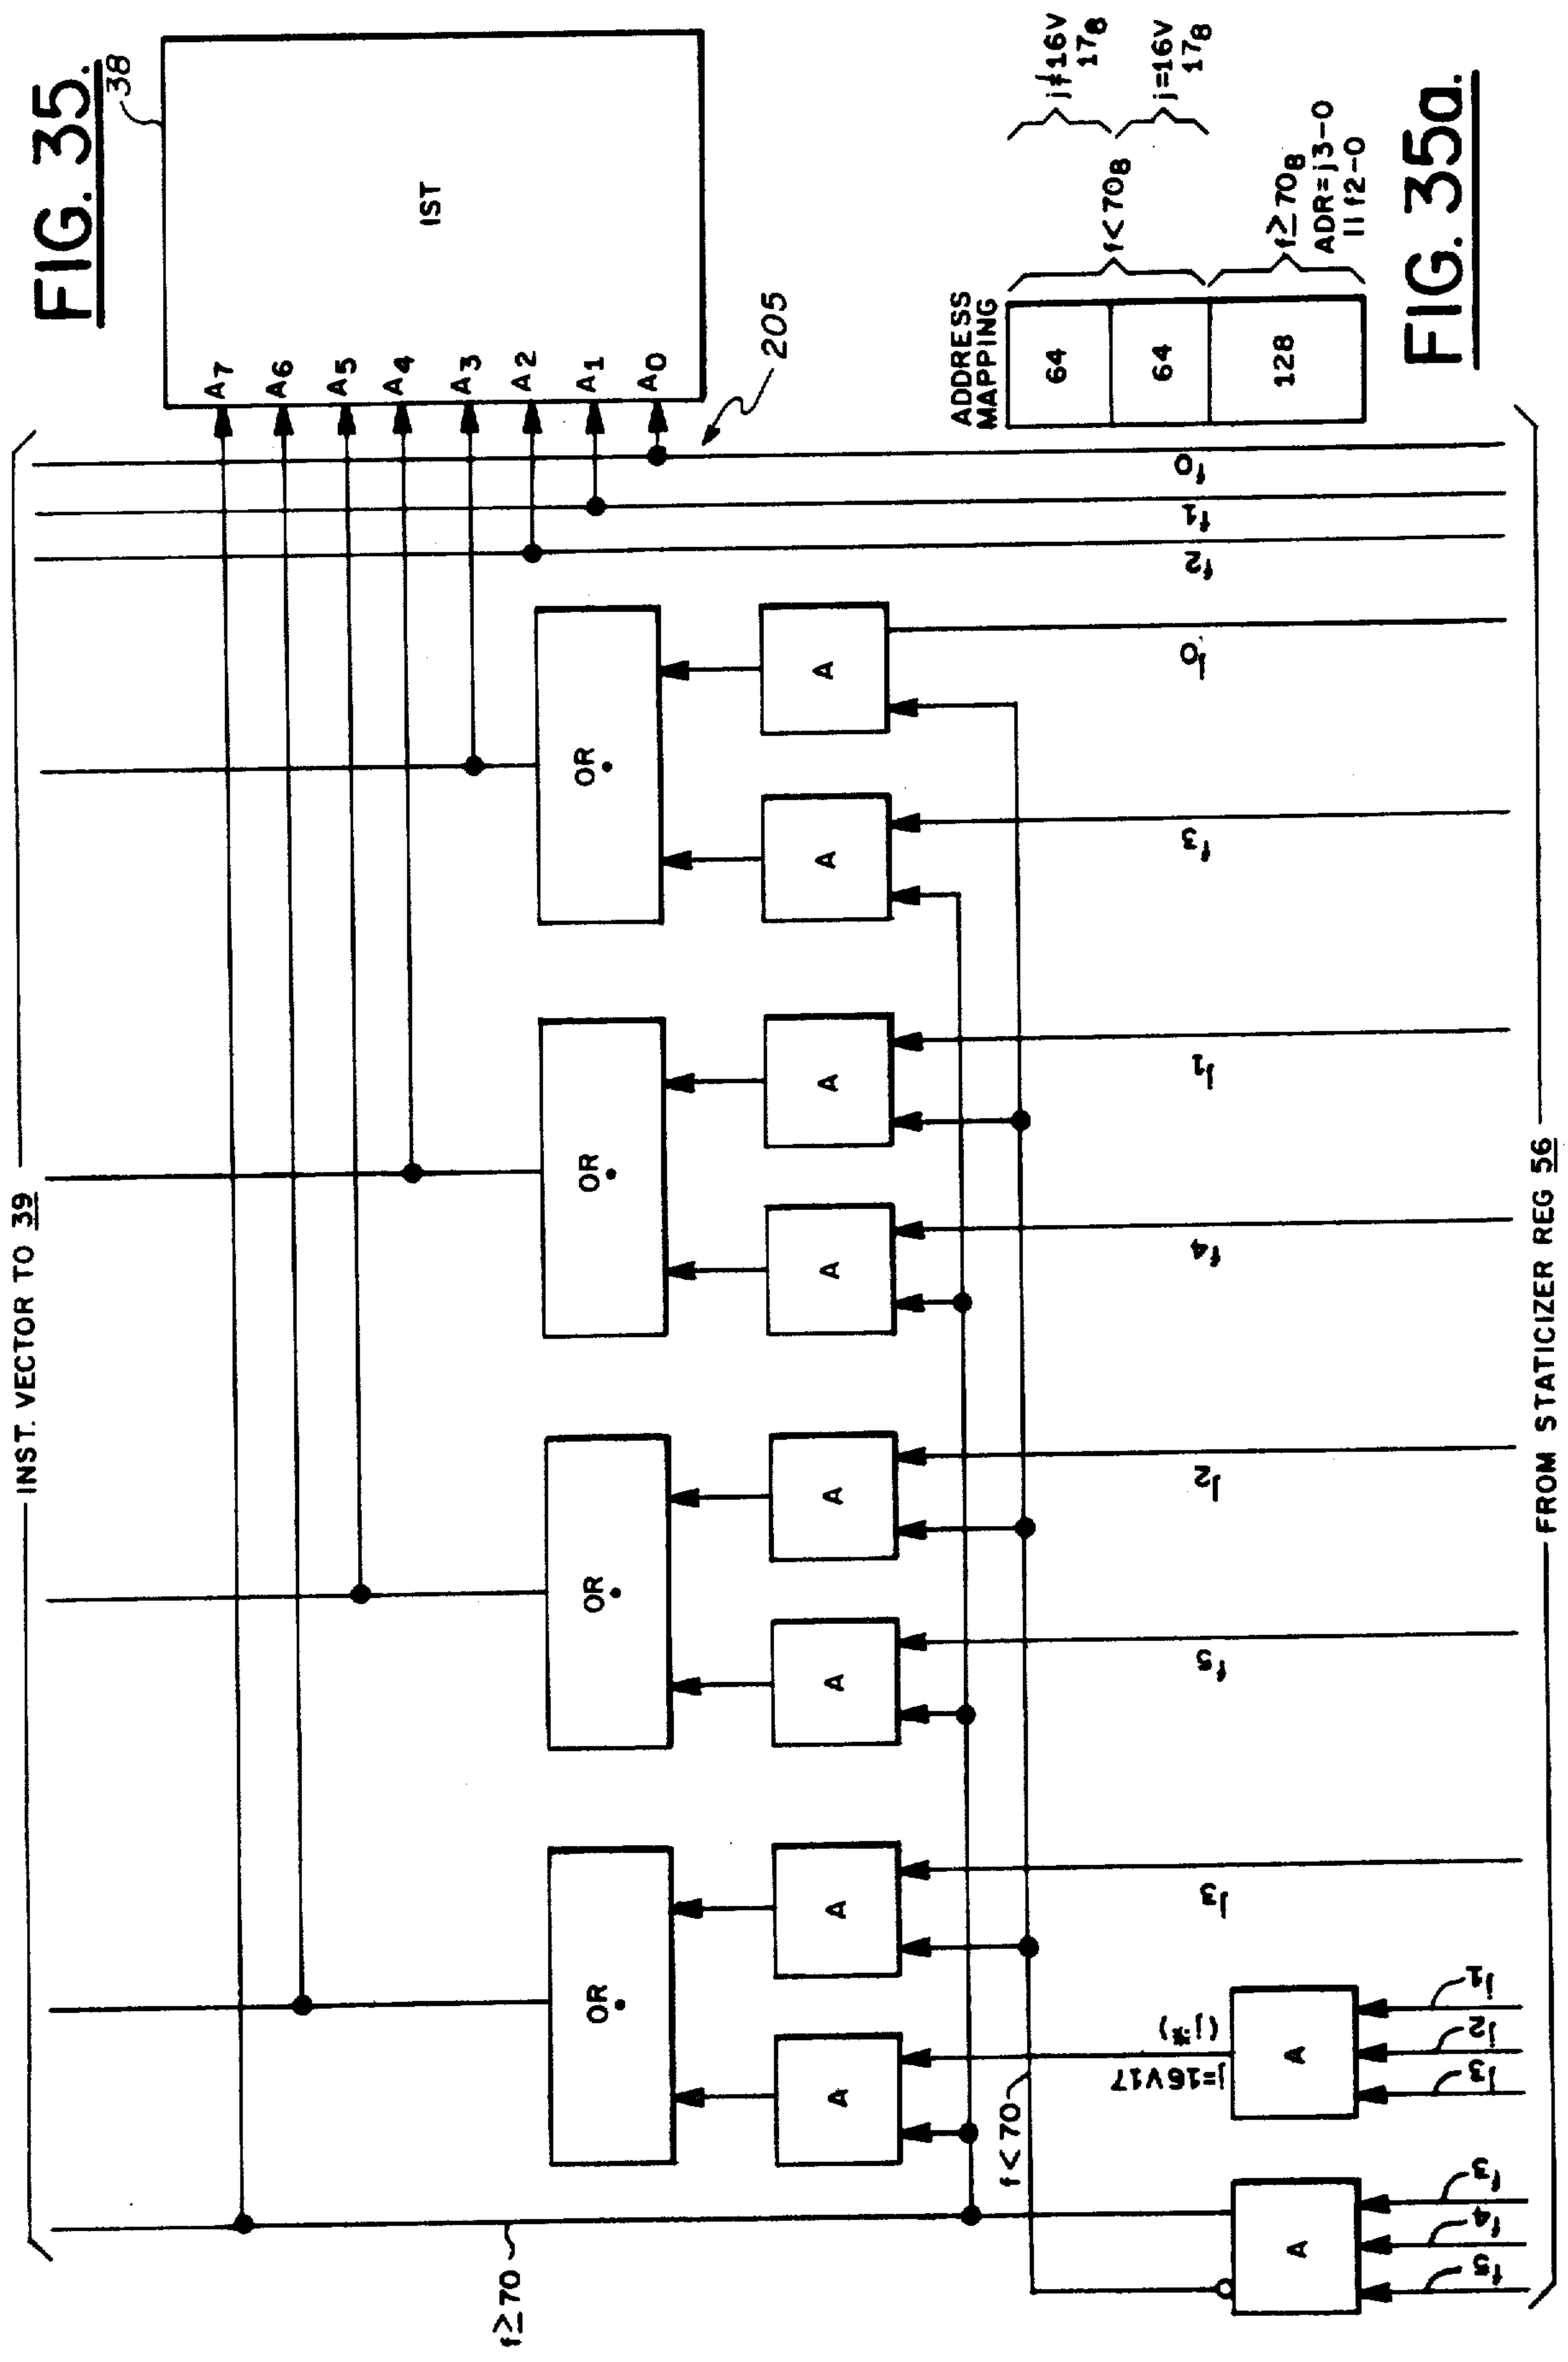 FIG. 35.
38
IST
A7
A6
A5
A4
A3
A2
A1
A0
205
INST. VECTOR TO 39
f0
f1
f2
OR
OR
OR
OR
A
A
A
A
A
A
A
A
j0
f3
j1
f4
j2
f5
j3
f<70
f≥70
j=16V17
(j*)
A
A
j1
j2
j3
f3
f4
f5
FROM STATICIZER REG 56
ADDRESS
MAPPING
64
64
128
f<70₈
j≠16V
17₈
j=16V
17₈
f≥70₈
ADR=j3-0
||f2-0
FIG. 35a.